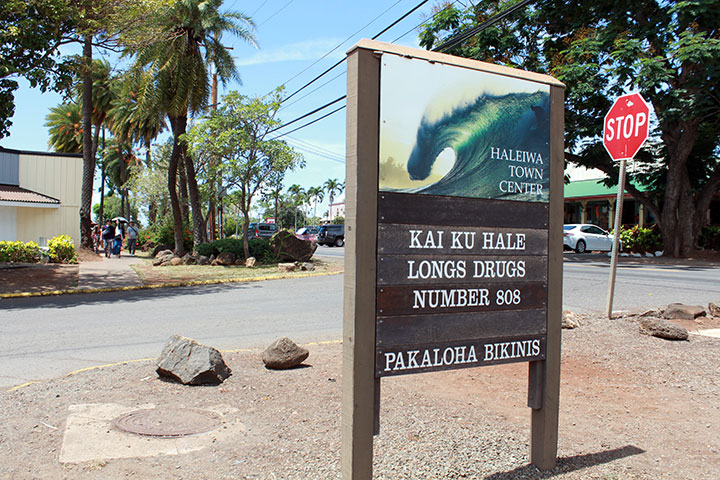 HALEIWA
TOWN
CENTER
KAI KU HALE
LONGS DRUGS
NUMBER 808
PAKALOHA BIKINIS
STOP